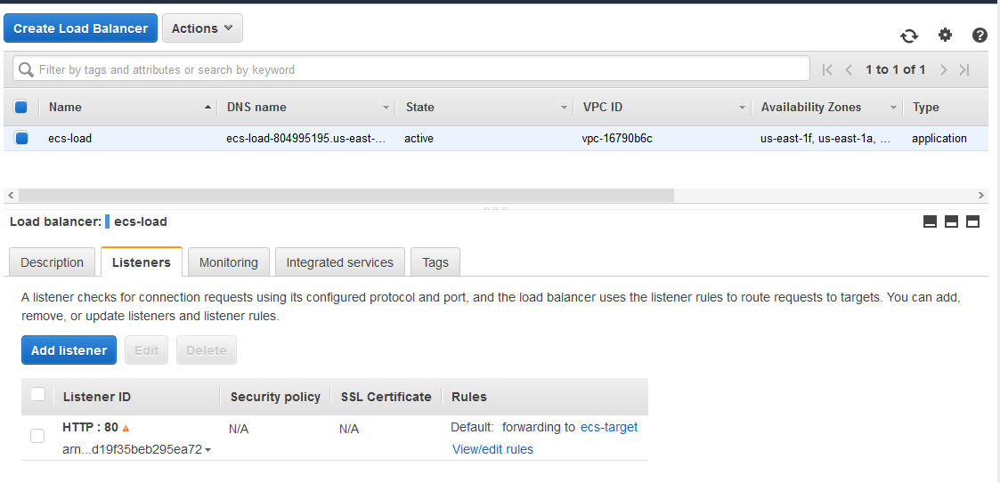 Create Load Balancer Actions
Filter by tags and attributes or search by keyword 1 to 1 of 1
Name DNS name State VPC ID Availability Zones Type
ecs-load ecs-load-804995195.us-east-... active vpc-16790b6c us-east-1f, us-east-1a, ... application
Load balancer: ecs-load
Description Listeners Monitoring Integrated services Tags
A listener checks for connection requests using its configured protocol and port, and the load balancer uses the listener rules to route requests to targets. You can add,
remove, or update listeners and listener rules.
Add listener Edit Delete
Listener ID Security policy SSL Certificate Rules
HTTP : 80 N/A N/A Default: forwarding to ecs-target
arn...d19f35beb295ea72 View/edit rules